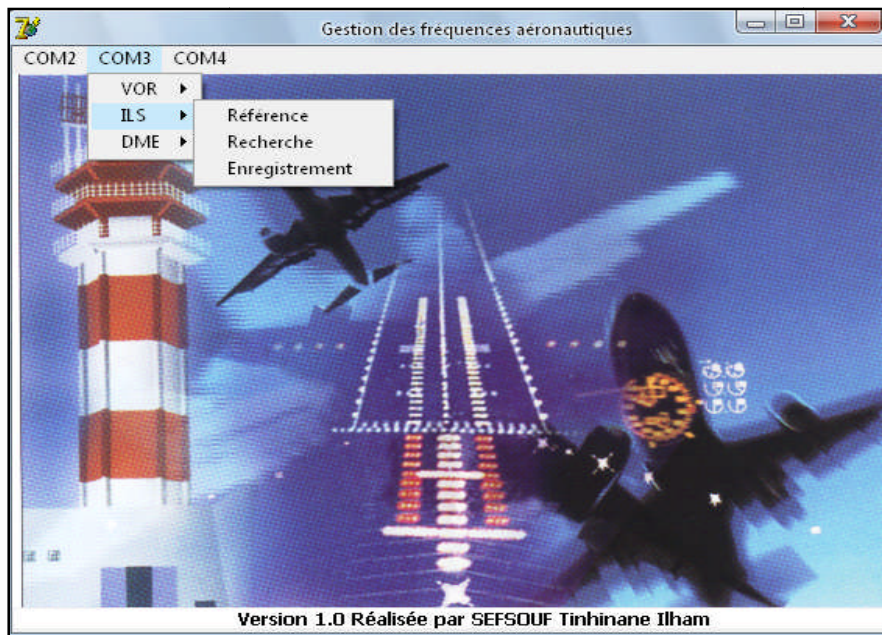 Gestion des fréquences aéronautiques
COM2 COM3 COM4
VOR
ILS
DME
Référence
Recherche
Enregistrement
Version 1.0 Réalisée par SEFSOUF Tinhinane Ilham